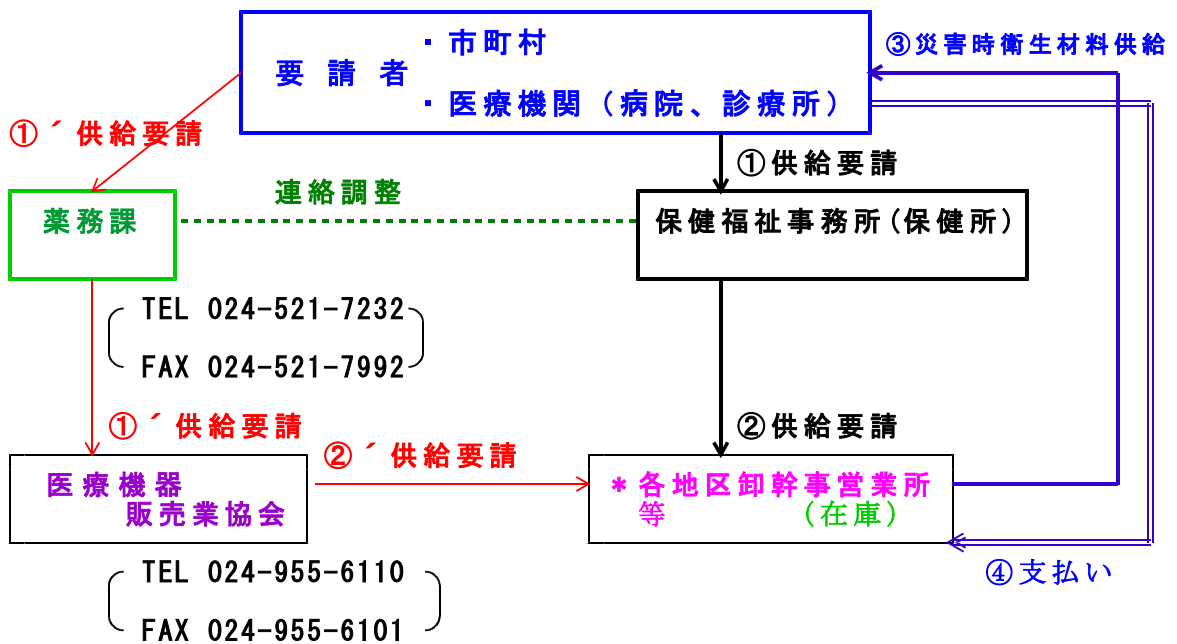 ・市町村
要請者
・医療機関（病院、診療所）
③災害時衛生材料供給
①´供給要請
①供給要請
連絡調整
薬務課
保健福祉事務所(保健所)
TEL 024-521-7232
FAX 024-521-7992
①´供給要請
②供給要請
②´供給要請
医療機器
販売業協会
*各地区卸幹事営業所
等　（在庫）
TEL 024-955-6110
FAX 024-955-6101
④支払い